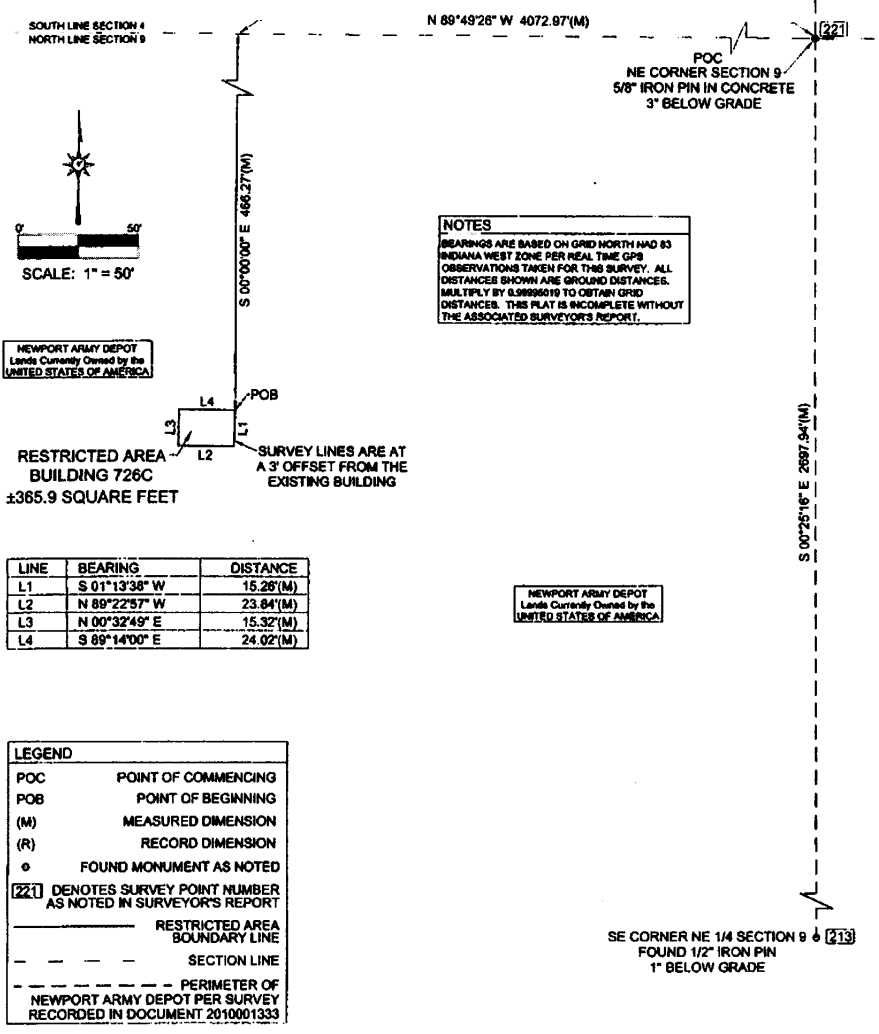 SOUTH LINE SECTION 4
NORTH LINE SECTION 9
N 89°49'26" W 4072.97'(M)
221
POC
NE CORNER SECTION 9
5/8" IRON PIN IN CONCRETE
3" BELOW GRADE
S 00°00'00" E 466.27'(M)
0'
50'
SCALE: 1" = 50'
NOTES
BEARINGS ARE BASED ON GRID NORTH NAD 83
INDIANA WEST ZONE PER REAL TIME GPS
OBSERVATIONS TAKEN FOR THIS SURVEY. ALL
DISTANCES SHOWN ARE GROUND DISTANCES.
MULTIPLY BY 0.99995019 TO OBTAIN GRID
DISTANCES. THIS PLAT IS INCOMPLETE WITHOUT
THE ASSOCIATED SURVEYOR'S REPORT.
NEWPORT ARMY DEPOT
Lands Currently Owned by the
UNITED STATES OF AMERICA
L4
POB
L3
L1
L2
RESTRICTED AREA
BUILDING 726C
±365.9 SQUARE FEET
SURVEY LINES ARE AT
A 3' OFFSET FROM THE
EXISTING BUILDING
S 00°25'16" E 2697.94'(M)
LINE BEARING DISTANCE
L1 S 01°13'38" W 15.26'(M)
L2 N 89°22'57" W 23.84'(M)
L3 N 00°32'49" E 15.32'(M)
L4 S 89°14'00" E 24.02'(M)
NEWPORT ARMY DEPOT
Lands Currently Owned by the
UNITED STATES OF AMERICA
LEGEND
POC POINT OF COMMENCING
POB POINT OF BEGINNING
(M) MEASURED DIMENSION
(R) RECORD DIMENSION
FOUND MONUMENT AS NOTED
221 DENOTES SURVEY POINT NUMBER
AS NOTED IN SURVEYOR'S REPORT
RESTRICTED AREA
BOUNDARY LINE
SECTION LINE
PERIMETER OF
NEWPORT ARMY DEPOT PER SURVEY
RECORDED IN DOCUMENT 2010001333
SE CORNER NE 1/4 SECTION 9
213
FOUND 1/2" IRON PIN
1" BELOW GRADE